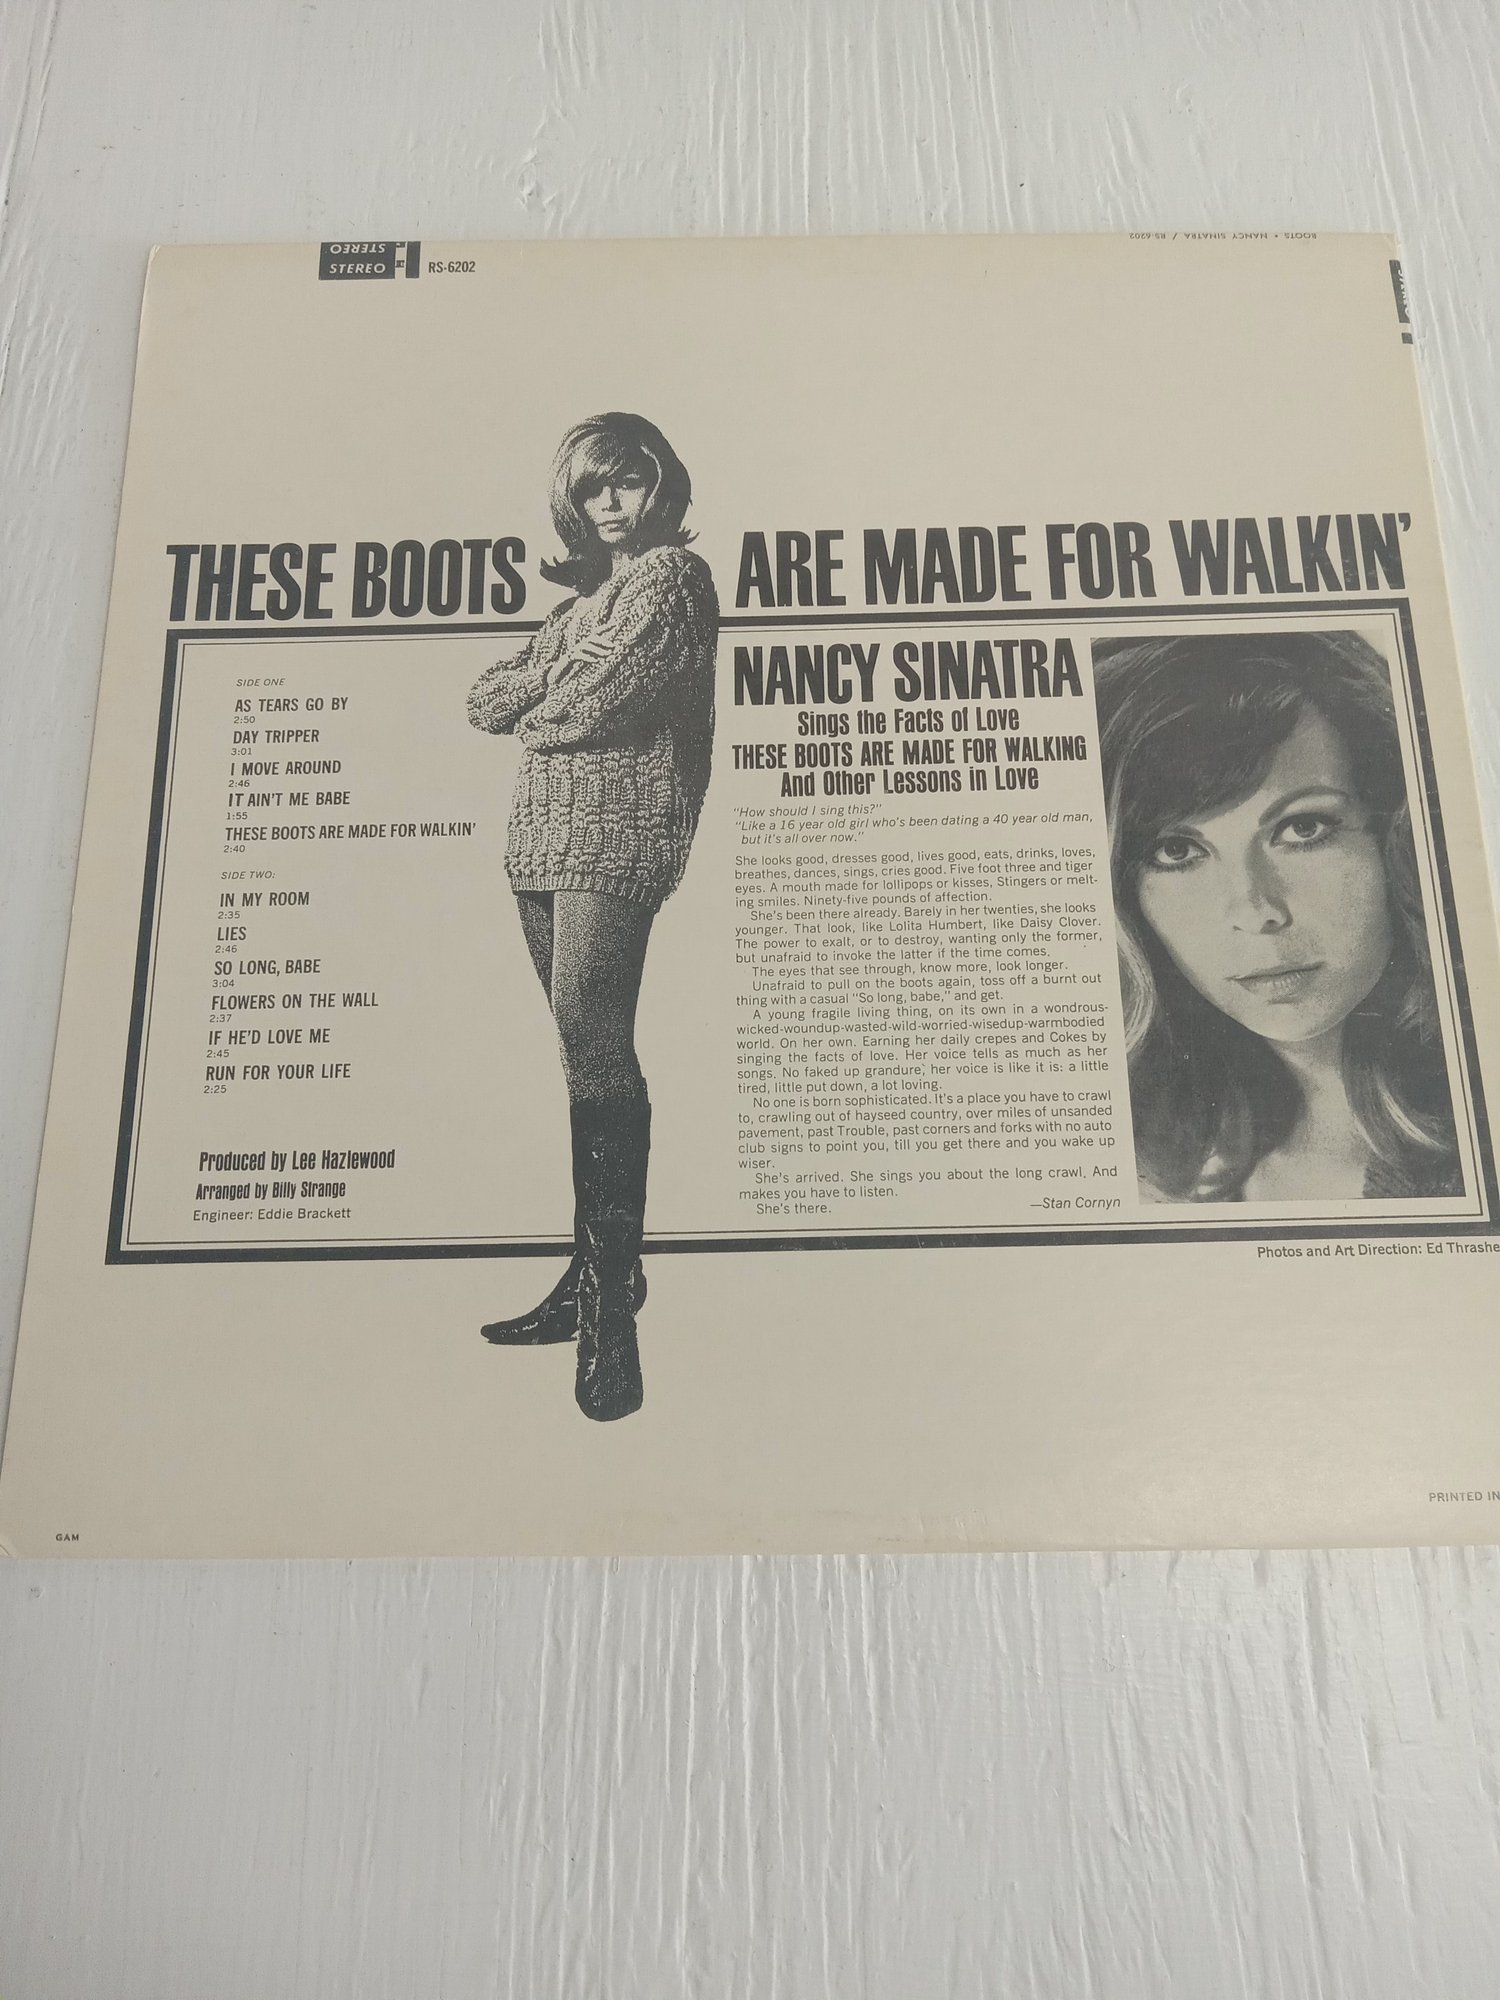 BOOTS • NANCY SINATRA / RS-6202
STEREO
STEREO RS-6202
THESE BOOTS ARE MADE FOR WALKIN'
SIDE ONE
AS TEARS GO BY
2:50
DAY TRIPPER
3:01
I MOVE AROUND
2:46
IT AIN'T ME BABE
1:55
THESE BOOTS ARE MADE FOR WALKIN'
2:40
SIDE TWO:
IN MY ROOM
2:35
LIES
2:46
SO LONG, BABE
3:04
FLOWERS ON THE WALL
2:37
IF HE'D LOVE ME
2:45
RUN FOR YOUR LIFE
2:25
Produced by Lee Hazlewood
Arranged by Billy Strange
Engineer: Eddie Brackett
NANCY SINATRA
Sings the Facts of Love
THESE BOOTS ARE MADE FOR WALKING
And Other Lessons in Love
"How should I sing this?"
"Like a 16 year old girl who's been dating a 40 year old man,
but it's all over now."
She looks good, dresses good, lives good, eats, drinks, loves,
breathes, dances, sings, cries good. Five foot three and tiger
eyes. A mouth made for lollipops or kisses, Stingers or melt-
ing smiles. Ninety-five pounds of affection.
She's been there already. Barely in her twenties, she looks
younger. That look, like Lolita Humbert, like Daisy Clover.
The power to exalt, or to destroy, wanting only the former,
but unafraid to invoke the latter if the time comes.
The eyes that see through, know more, look longer.
Unafraid to pull on the boots again, toss off a burnt out
thing with a casual "So long, babe," and get.
A young fragile living thing, on its own in a wondrous-
wicked-woundup-wasted-wild-worried-wisedup-warmbodied
world. On her own. Earning her daily crepes and Cokes by
singing the facts of love. Her voice tells as much as her
songs. No faked up grandure; her voice is like it is: a little
tired, little put down, a lot loving.
No one is born sophisticated. It's a place you have to crawl
to, crawling out of hayseed country, over miles of unsanded
pavement, past Trouble, past corners and forks with no auto
club signs to point you, till you get there and you wake up
wiser.
She's arrived. She sings you about the long crawl. And
makes you have to listen.
She's there.
—Stan Cornyn
Photos and Art Direction: Ed Thrashe
PRINTED IN
GAM